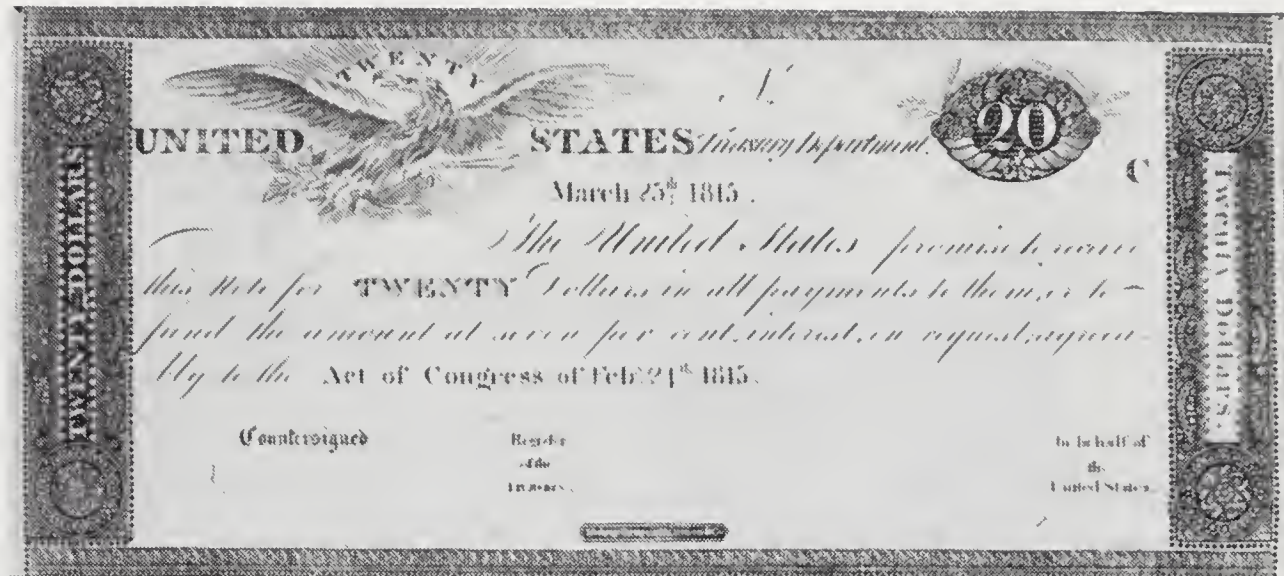 TWENTY
N.
20
UNITED STATES Treasury Department.
C
March 25th 1815.
The United States promise to receive
this Note for TWENTY Dollars in all payments to them, or to
fund the amount at seven per cent. interest, on request, agreea-
bly to the Act of Congress of Feb. 24th 1815.
Countersigned
Register
of the
Treasury.
In behalf of
the
United States
TWENTY DOLLARS
TWENTY DOLLARS